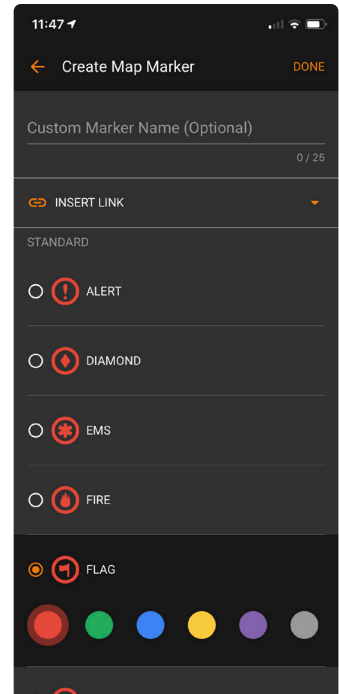 11:47
Create Map Marker
DONE
Custom Marker Name (Optional)
0 / 25
INSERT LINK
STANDARD
ALERT
DIAMOND
EMS
FIRE
FLAG